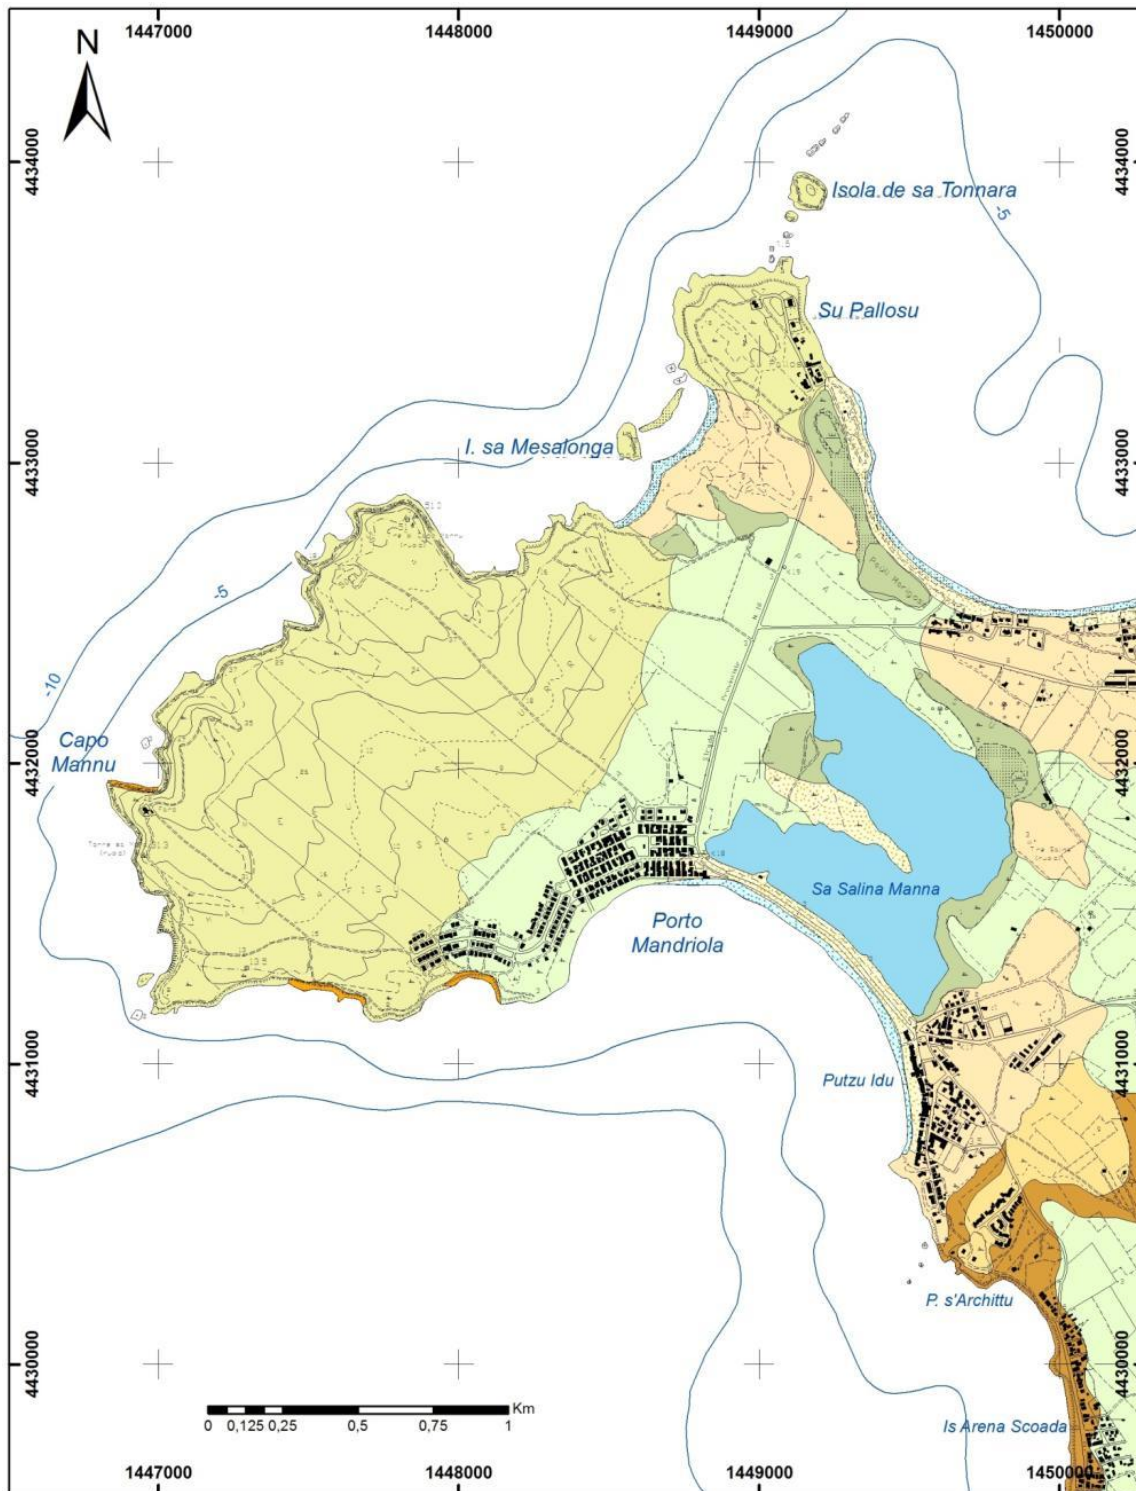 1447000
1448000
1449000
1450000
N
4434000
4434000
Isola de sa Tonnara
-5
Su Pallosu
I. sa Mesalonga
4433000
4433000
-5
-10
Capo
Mannu
4432000
4432000
Sa Salina Manna
Porto
Mandriola
4431000
4431000
Putzu Idu
P. s'Archittu
4430000
4430000
Km
0 0,125 0,25 0,5 0,75 1
Is Arena Scoada
1447000
1448000
1449000
1450000